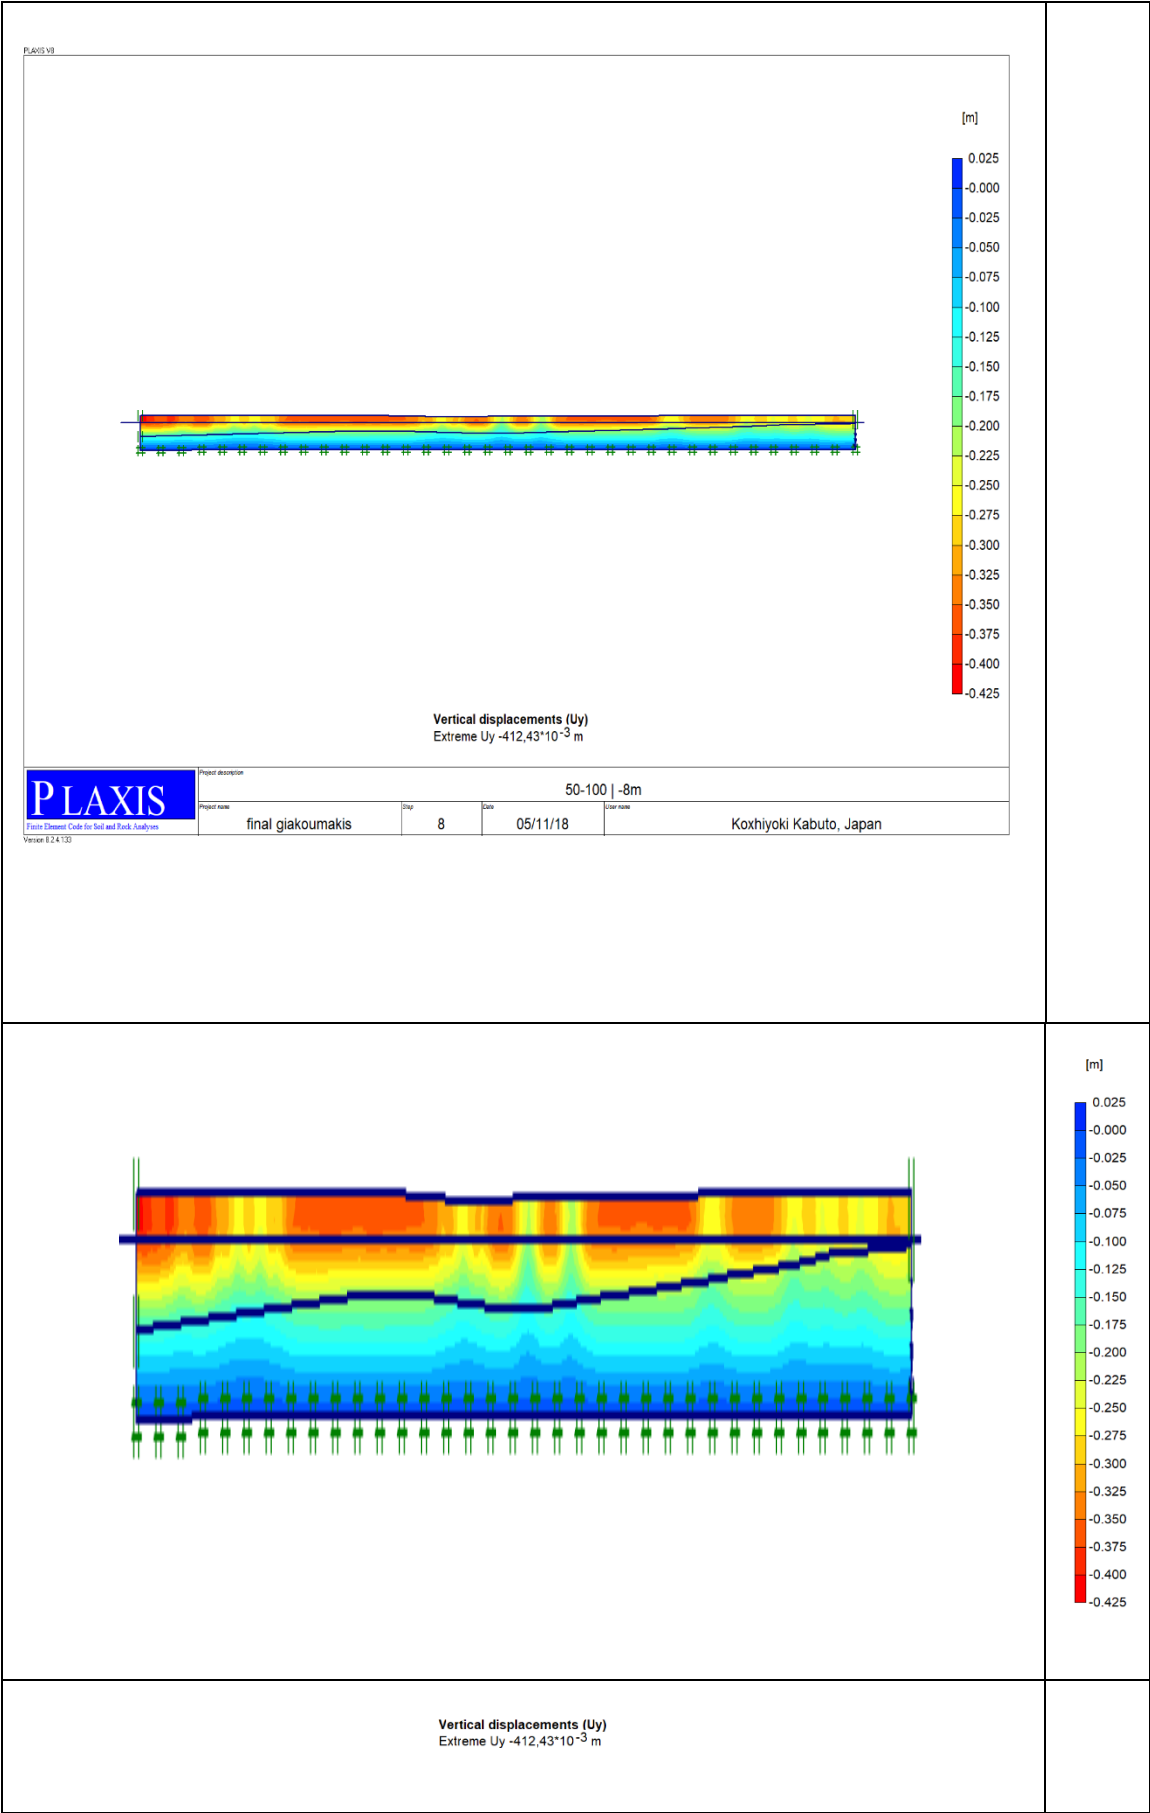 PLAXIS V8
[m]
0.025
-0.000
-0.025
-0.050
-0.075
-0.100
-0.125
-0.150
-0.175
-0.200
-0.225
-0.250
-0.275
-0.300
-0.325
-0.350
-0.375
-0.400
-0.425
Vertical displacements (Uy)
Extreme Uy -412,43*10-3 m
PLAXIS
Finite Element Code for Soil and Rock Analyses
Version 8.2.4.133
Project description
50-100 | -8m
Project name
final giakoumakis
Step
8
Date
05/11/18
User name
Koxhiyoki Kabuto, Japan
[m]
0.025
-0.000
-0.025
-0.050
-0.075
-0.100
-0.125
-0.150
-0.175
-0.200
-0.225
-0.250
-0.275
-0.300
-0.325
-0.350
-0.375
-0.400
-0.425
Vertical displacements (Uy)
Extreme Uy -412,43*10-3 m